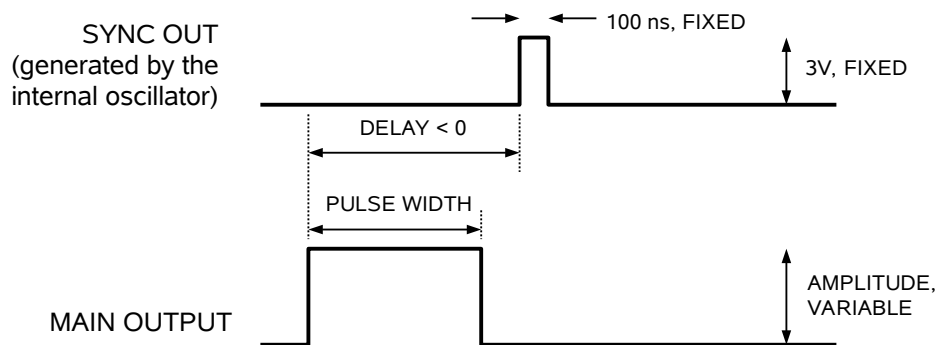 100 ns, FIXED
SYNC OUT
(generated by the
internal oscillator)
3V, FIXED
DELAY < 0
PULSE WIDTH
AMPLITUDE,
VARIABLE
MAIN OUTPUT